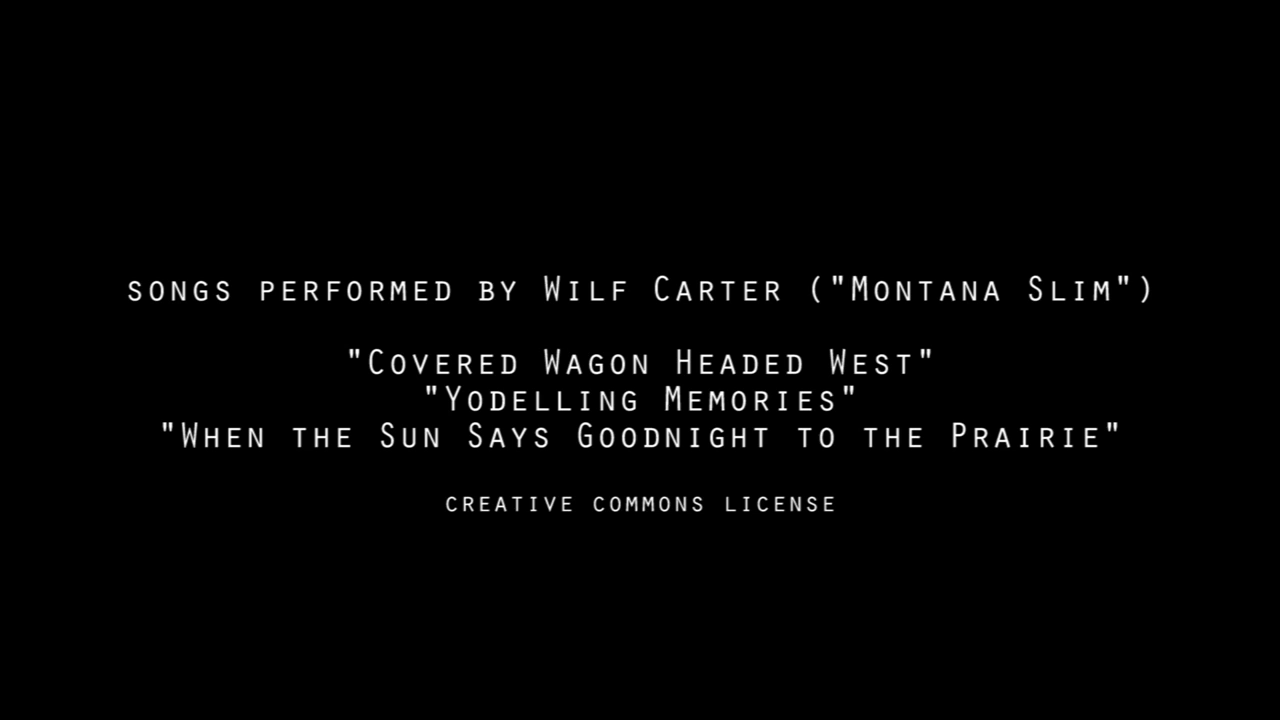 songs performed by Wilf Carter ("Montana Slim")
"Covered Wagon Headed West"
"Yodelling Memories"
"When the Sun Says Goodnight to the Prairie"
creative commons license